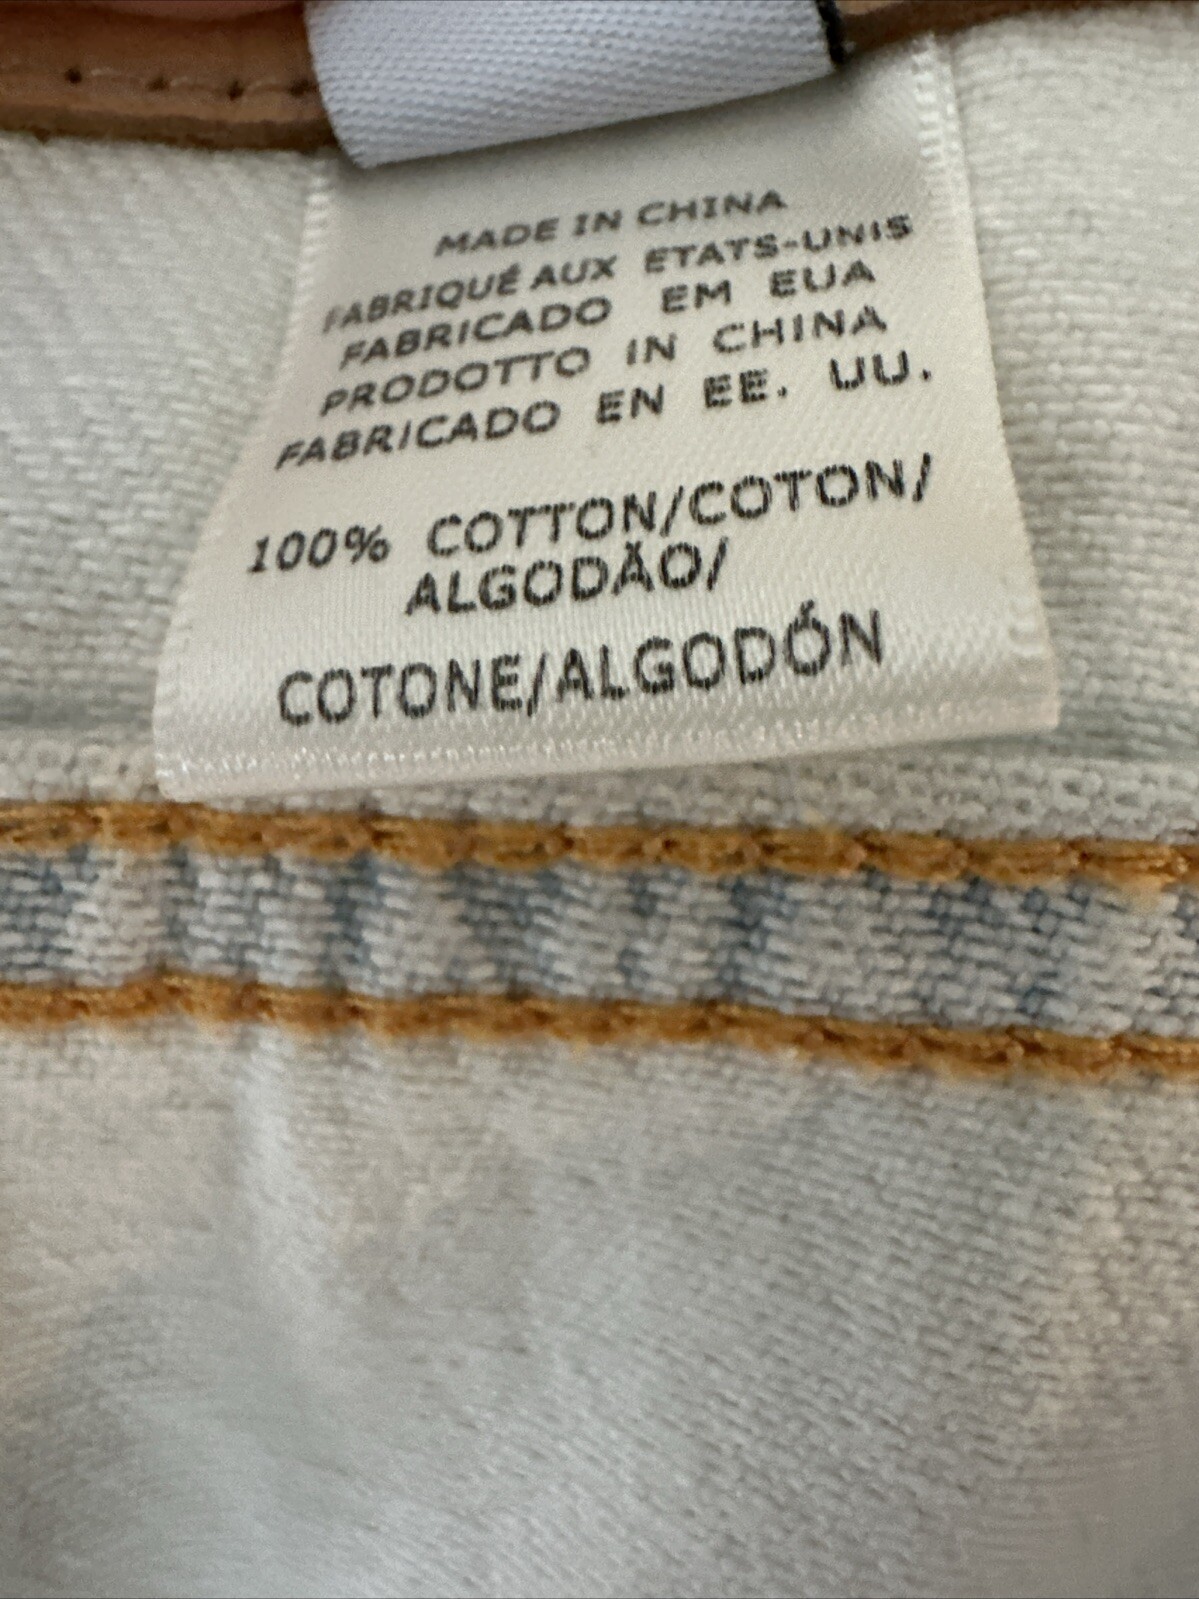 MADE IN CHINA
FABRIQUÉ AUX ETATS-UNIS
FABRICADO EM EUA
PRODOTTO IN CHINA
FABRICADO EN EE. UU.
100% COTTON/COTON/
ALGODÃO/
COTONE/ALGODÓN